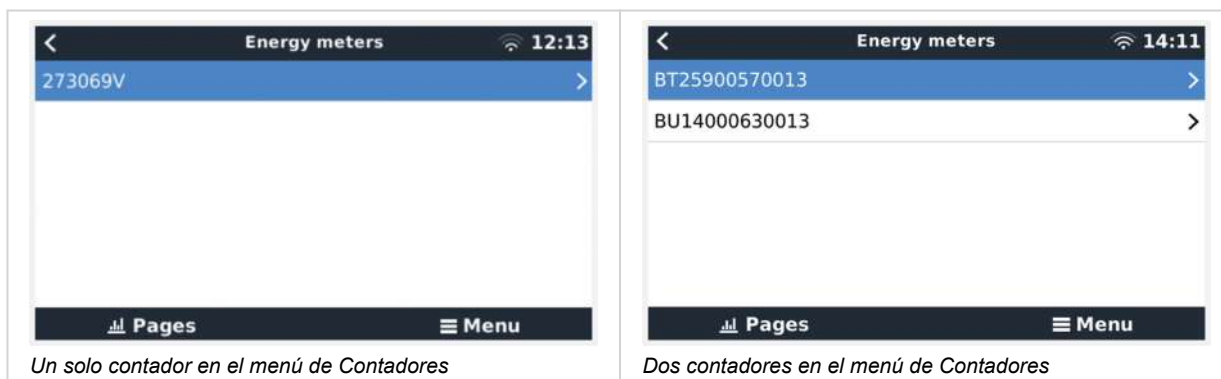 Energy meters 12:13
273069V
Pages Menu
Un solo contador en el menú de Contadores
Energy meters 14:11
BT25900570013
BU14000630013
Pages Menu
Dos contadores en el menú de Contadores